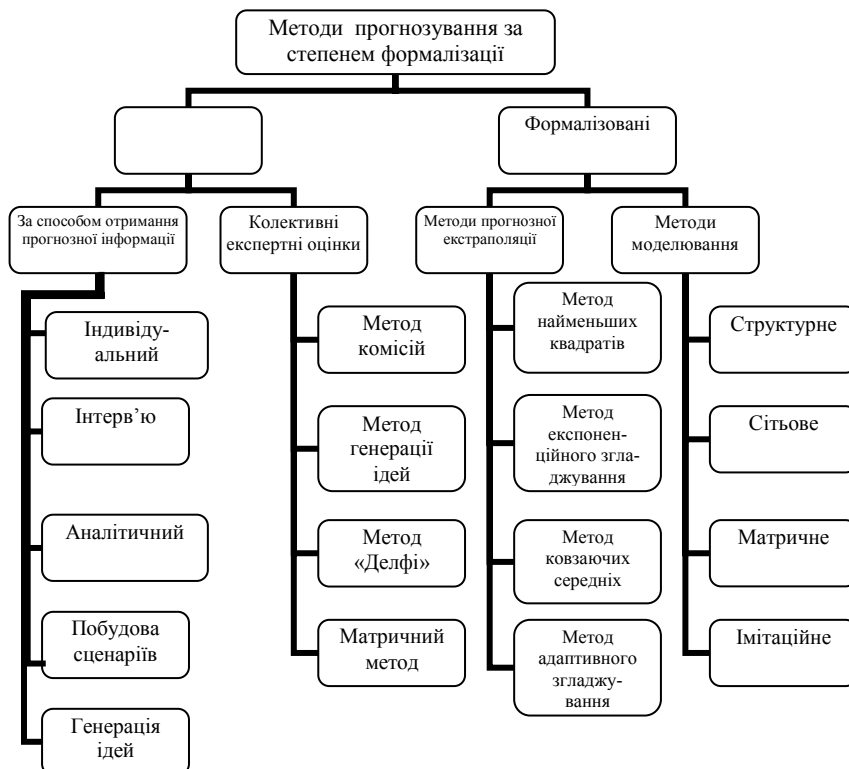 Методи прогнозування за
степенем формалізації
Формалізовані
За способом отримання
прогнозної інформації
Колективні
експертні оцінки
Методи прогнозної
екстраполяції
Методи
моделювання
Індивіду-
альний
Інтерв’ю
Аналітичний
Побудова
сценаріїв
Генерація
ідей
Метод
комісій
Метод
генерації
ідей
Метод
«Делфі»
Матричний
метод
Метод
найменьших
квадратів
Метод
експонен-
ційного згла-
джування
Метод
ковзаючих
середніх
Метод
адаптивного
згладжу-
вання
Структурне
Сітьове
Матричне
Імітаційне